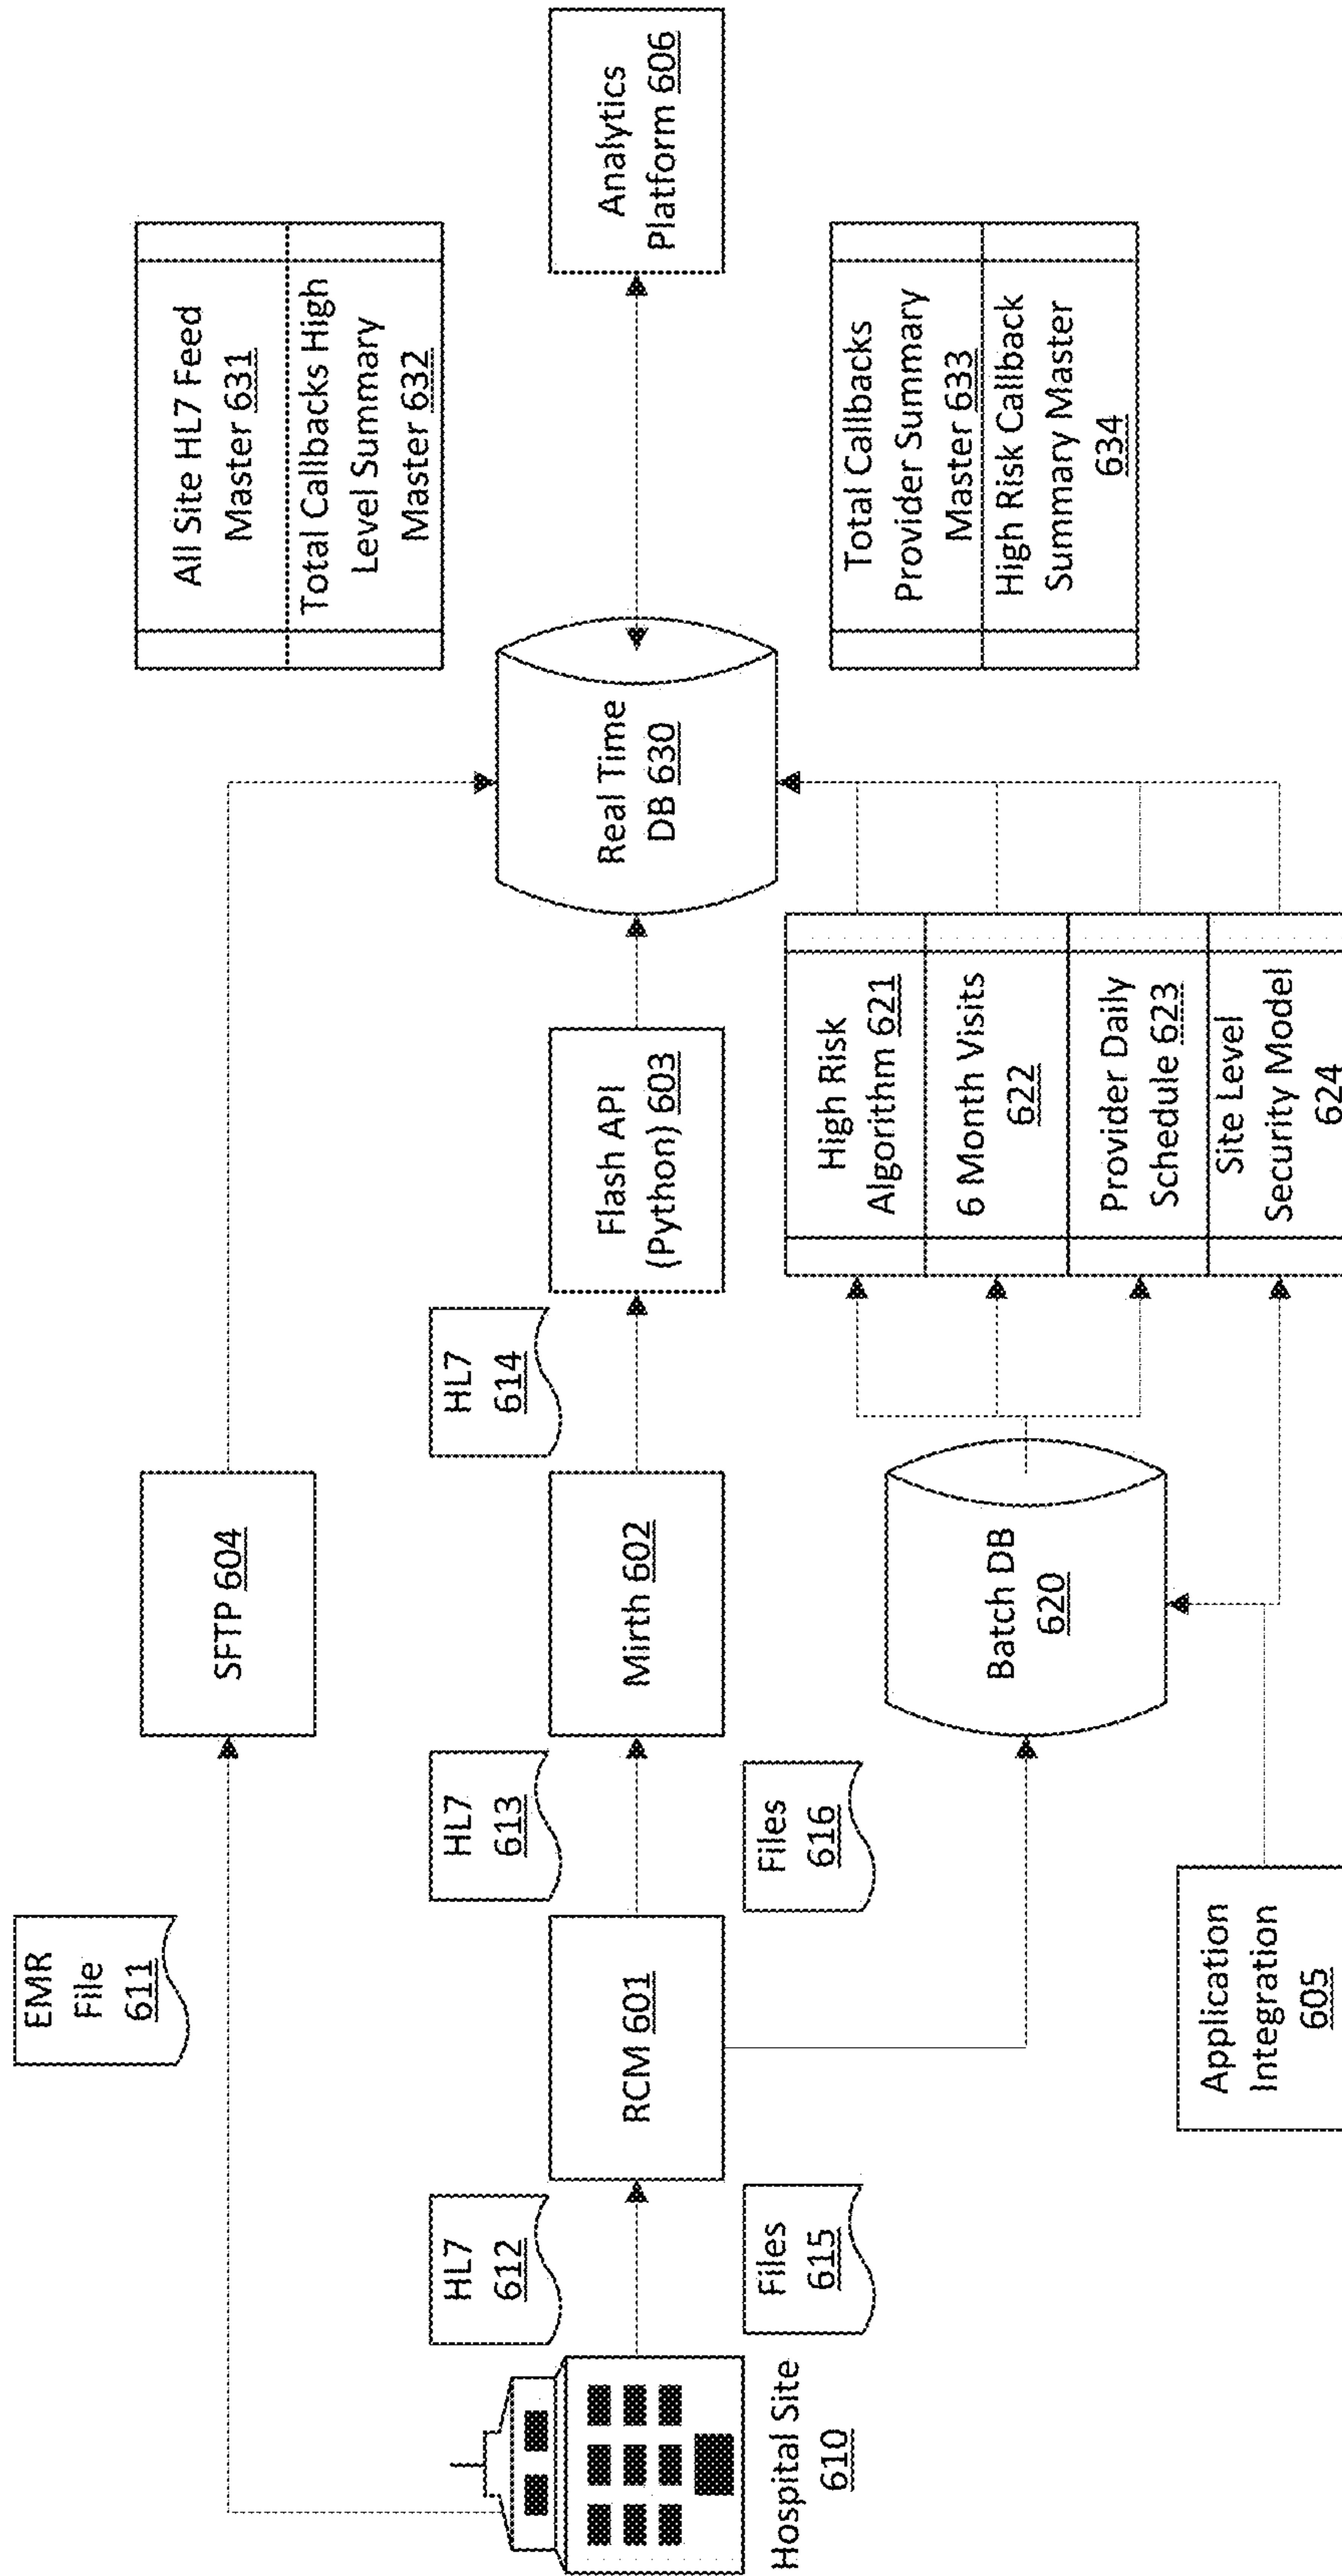 EMR
File
611
SFTP 604
All Site HL7 Feed
Master 631
Total Callbacks High
Level Summary
Master 632
HL7
612
HL7
613
HL7
614
Hospital Site
610
RCM 601
Mirth 602
Flash API
(Python) 603
Real Time
DB 630
Analytics
Platform 606
Files
615
Files
616
Batch DB
620
High Risk
Algorithm 621
6 Month Visits
622
Provider Daily
Schedule 623
Site Level
Security Model
624
Total Callbacks
Provider Summary
Master 633
High Risk Callback
Summary Master
634
Application
Integration
605